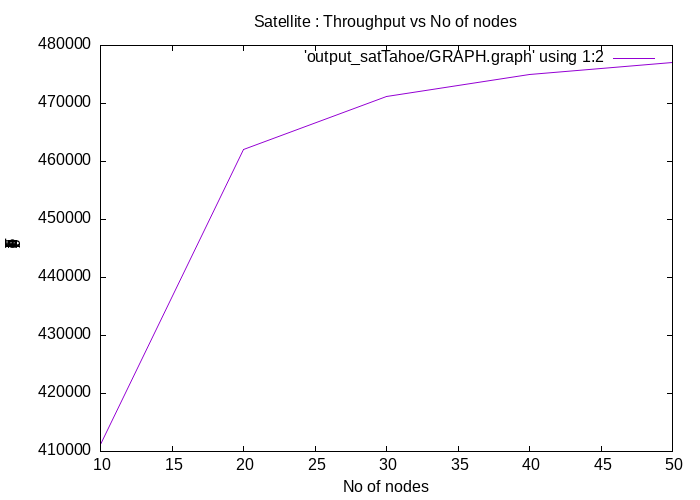 Satellite : Throughput vs No of nodes
480000
'output_satTahoe/GRAPH.graph' using 1:2
470000
460000
450000
440000
430000
420000
410000
10 15 20 25 30 35 40 45 50
No of nodes